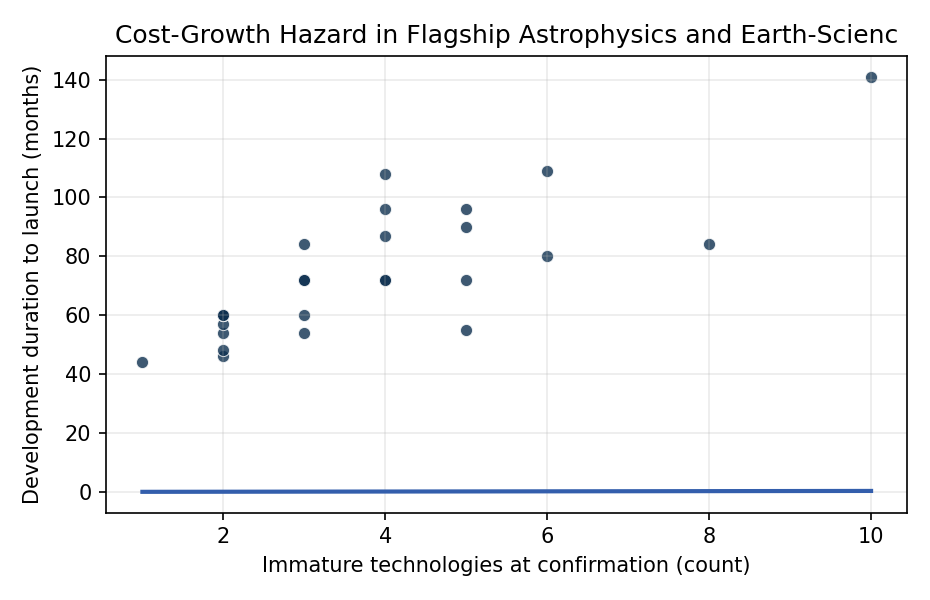 Cost-Growth Hazard in Flagship Astrophysics and Earth-Scienc
Development duration to launch (months)
140
120
100
80
60
40
20
0
2 4 6 8 10
Immature technologies at confirmation (count)